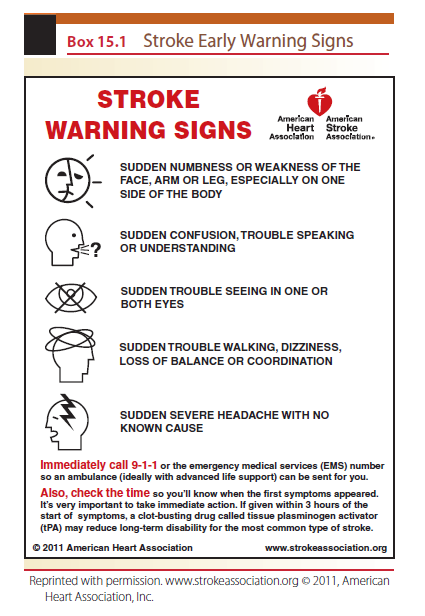 Box 15.1 Stroke Early Warning Signs
STROKE
WARNING SIGNS
American American
Heart Stroke
Association Association®
SUDDEN NUMBNESS OR WEAKNESS OF THE
FACE, ARM OR LEG, ESPECIALLY ON ONE
SIDE OF THE BODY
SUDDEN CONFUSION, TROUBLE SPEAKING
OR UNDERSTANDING
?
SUDDEN TROUBLE SEEING IN ONE OR
BOTH EYES
SUDDEN TROUBLE WALKING, DIZZINESS,
LOSS OF BALANCE OR COORDINATION
SUDDEN SEVERE HEADACHE WITH NO
KNOWN CAUSE
Immediately call 9-1-1 or the emergency medical services (EMS) number
so an ambulance (ideally with advanced life support) can be sent for you.
Also, check the time so you'll know when the first symptoms appeared.
It's very important to take immediate action. If given within 3 hours of the
start of symptoms, a clot-busting drug called tissue plasminogen activator
(tPA) may reduce long-term disability for the most common type of stroke.
© 2011 American Heart Association www.strokeassociation.org
Reprinted with permission. www.strokeassociation.org © 2011, American
Heart Association, Inc.